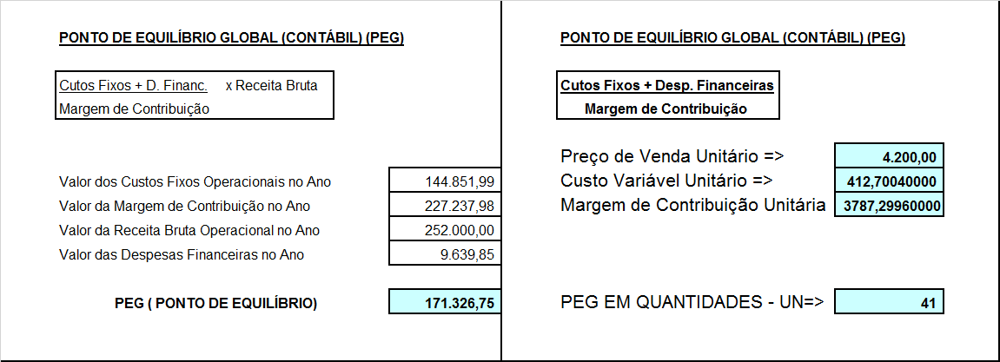 PONTO DE EQUILÍBRIO GLOBAL (CONTÁBIL) (PEG)
Cutos Fixos + D. Financ. x Receita Bruta
Margem de Contribuição
Valor dos Custos Fixos Operacionais no Ano 144.851,99
Valor da Margem de Contribuição no Ano 227.237,98
Valor da Receita Bruta Operacional no Ano 252.000,00
Valor das Despesas Financeiras no Ano 9.639,85
PEG ( PONTO DE EQUILÍBRIO) 171.326,75
PONTO DE EQUILÍBRIO GLOBAL (CONTÁBIL) (PEG)
Cutos Fixos + Desp. Financeiras
Margem de Contribuição
Preço de Venda Unitário => 4.200,00
Custo Variável Unitário => 412,70040000
Margem de Contribuição Unitária 3787,29960000
PEG EM QUANTIDADES - UN=> 41